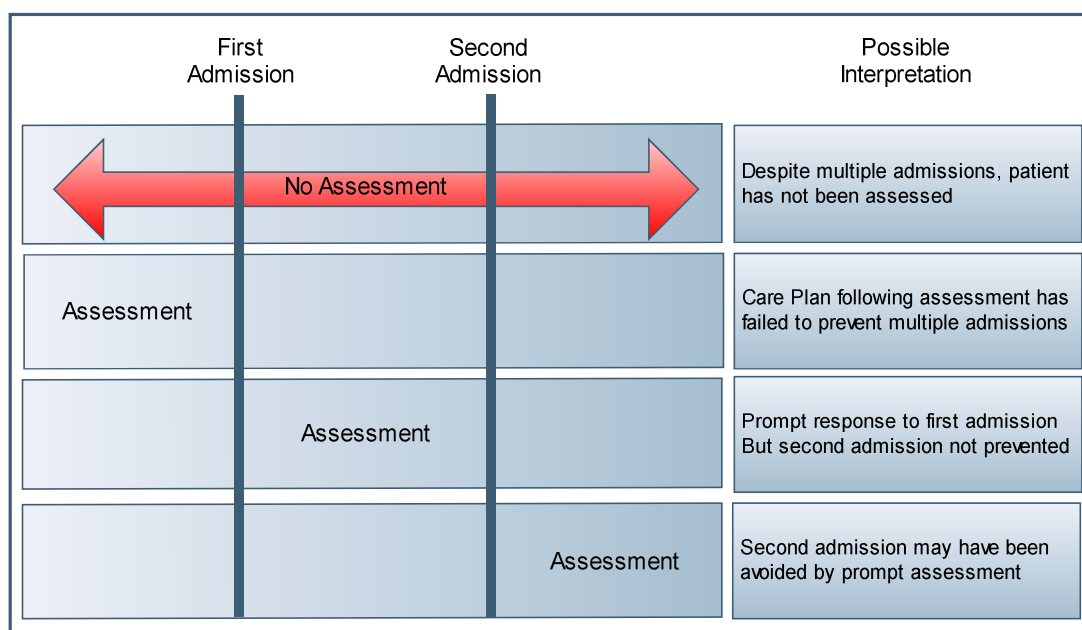 First
Admission
Second
Admission
Possible
Interpretation
No Assessment
Despite multiple admissions, patient
has not been assessed
Assessment
Care Plan following assessment has
failed to prevent multiple admissions
Assessment
Prompt response to first admission
But second admission not prevented
Assessment
Second admission may have been
avoided by prompt assessment